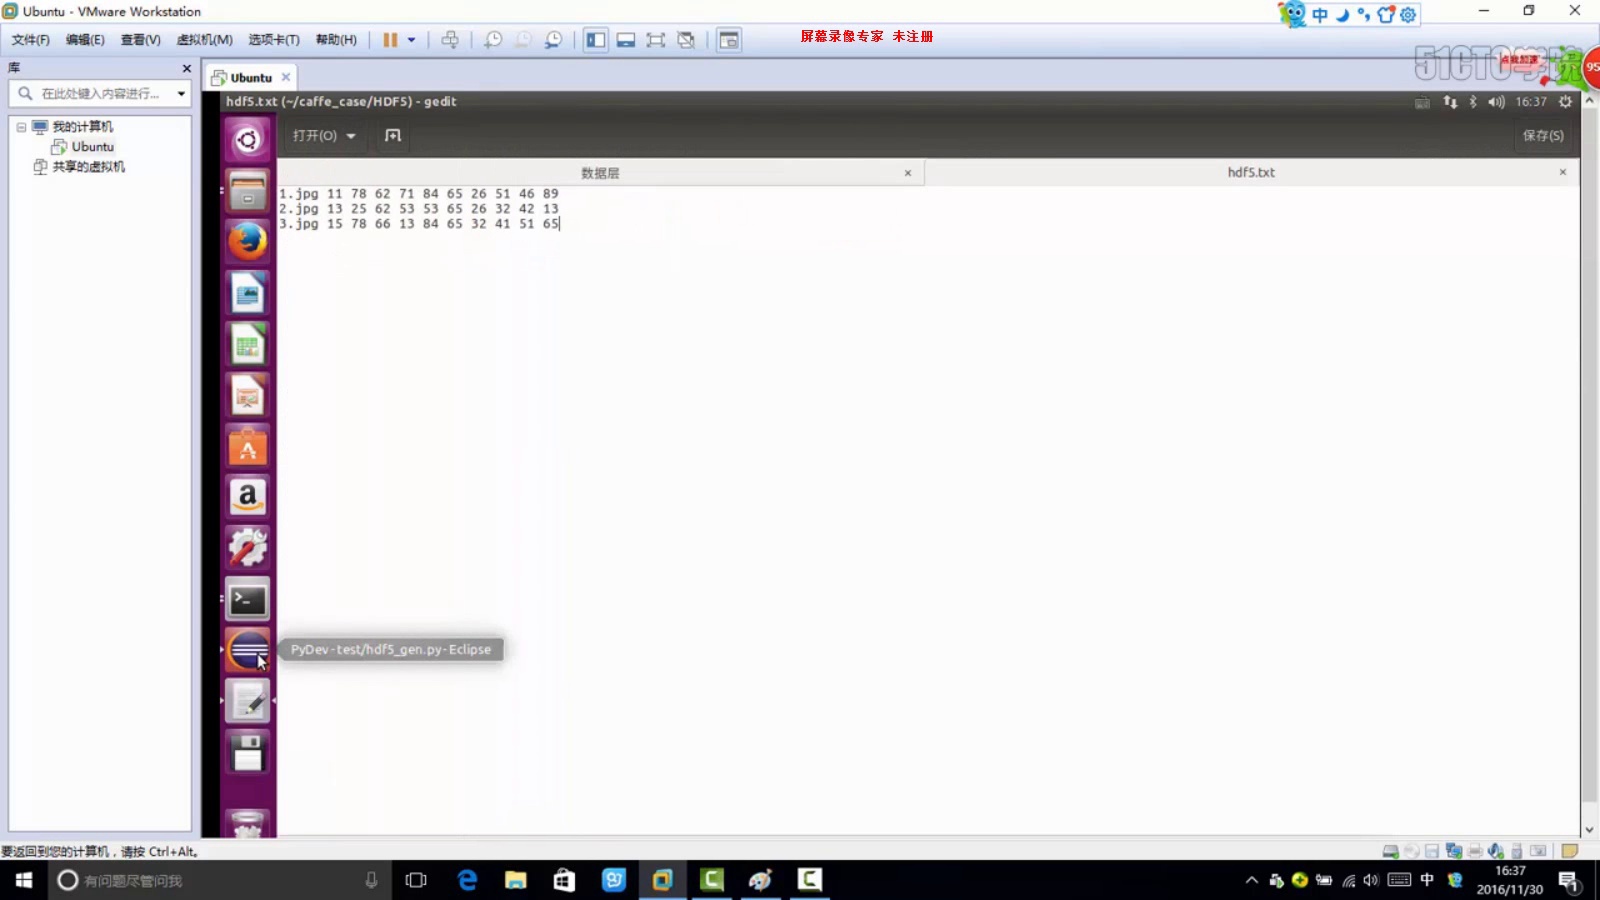 Ubuntu - VMware Workstation
文件(F) 编辑(E) 查看(V) 虚拟机(M) 选项卡(T) 帮助(H)
屏幕录像专家 未注册
中
51CTO学院
点我加速
95
库
在此处键入内容进行...
我的计算机
Ubuntu
共享的虚拟机
Ubuntu
hdf5.txt (~/caffe_case/HDF5) - gedit
16:37
打开(O)
保存(S)
数据层
hdf5.txt
1.jpg 11 78 62 71 84 65 26 51 46 89
2.jpg 13 25 62 53 53 65 26 32 42 13
3.jpg 15 78 66 13 84 65 32 41 51 65
PyDev - test/hdf5_gen.py - Eclipse
要返回到您的计算机，请按 Ctrl+Alt。
有问题尽管问我
中
16:37
2016/11/30
1